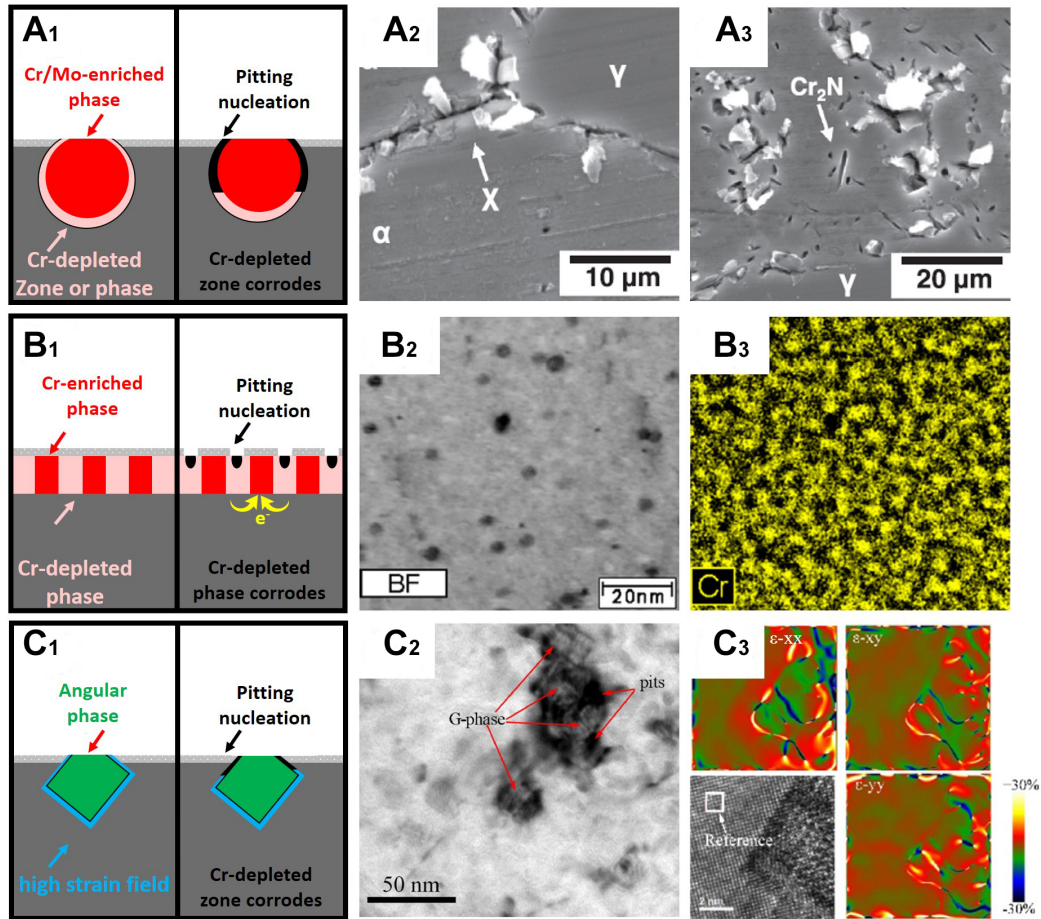 A1
Cr/Mo-enriched
phase
Pitting
nucleation
Cr-depleted
Zone or phase
Cr-depleted
zone corrodes
A2
γ
X
α
10 µm
A3
Cr2N
γ
20 µm
B1
Cr-enriched
phase
Pitting
nucleation
e-
Cr-depleted
phase
Cr-depleted
phase corrodes
B2
BF
20nm
B3
Cr
C1
Angular
phase
Pitting
nucleation
high strain field
Cr-depleted
zone corrodes
C2
G-phase
pits
50 nm
C3
ε-xx
ε-xy
Reference
2 nm
ε-yy
-30%